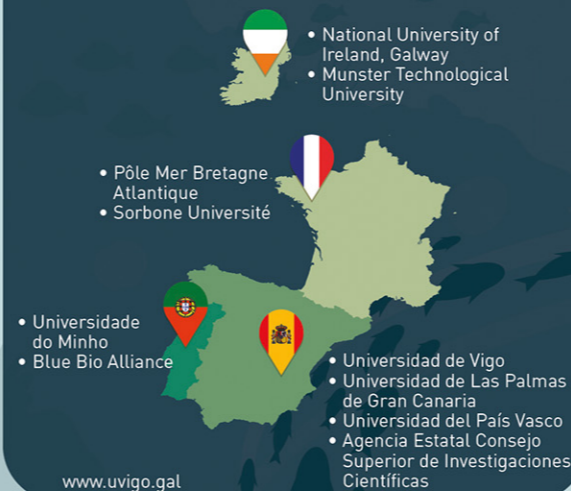 • National University of
Ireland, Galway
• Munster Technological
University
• Pôle Mer Bretagne
Atlantique
• Sorbone Université
• Universidade
do Minho
• Blue Bio Alliance
• Universidad de Vigo
• Universidad de Las Palmas
de Gran Canaria
• Universidad del País Vasco
• Agencia Estatal Consejo
Superior de Investigaciones
Científicas
www.uvigo.gal